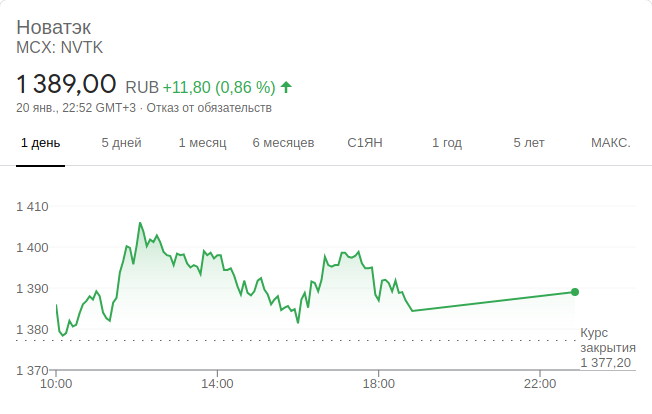 Новатэк
MCX: NVTK
1 389,00 RUB +11,80 (0,86 %)
20 янв., 22:52 GMT+3 · Отказ от обязательств
1 день 5 дней 1 месяц 6 месяцев С1ЯН 1 год 5 лет МАКС.
1 410
1 400
1 390
1 380
1 370
Курс
закрытия
1 377,20
10:00 14:00 18:00 22:00